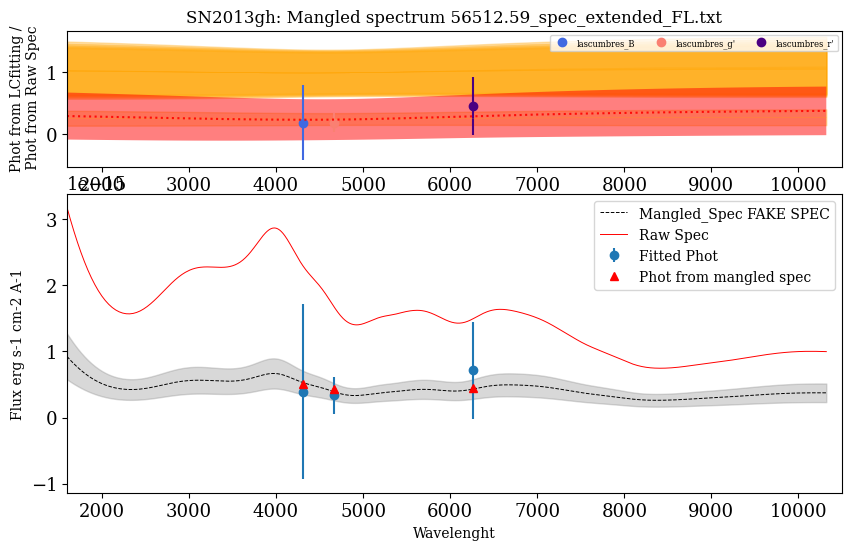 SN2013gh: Mangled spectrum 56512.59_spec_extended_FL.txt
Phot from LCfitting /
Phot from Raw Spec
1
0
lascumbres_B
lascumbres_g'
lascumbres_r'
2000 3000 4000 5000 6000 7000 8000 9000 10000
1e−15
Flux erg s-1 cm-2 A-1
3
2
1
0
−1
Mangled_Spec FAKE SPEC
Raw Spec
Fitted Phot
Phot from mangled spec
2000 3000 4000 5000 6000 7000 8000 9000 10000
Wavelenght